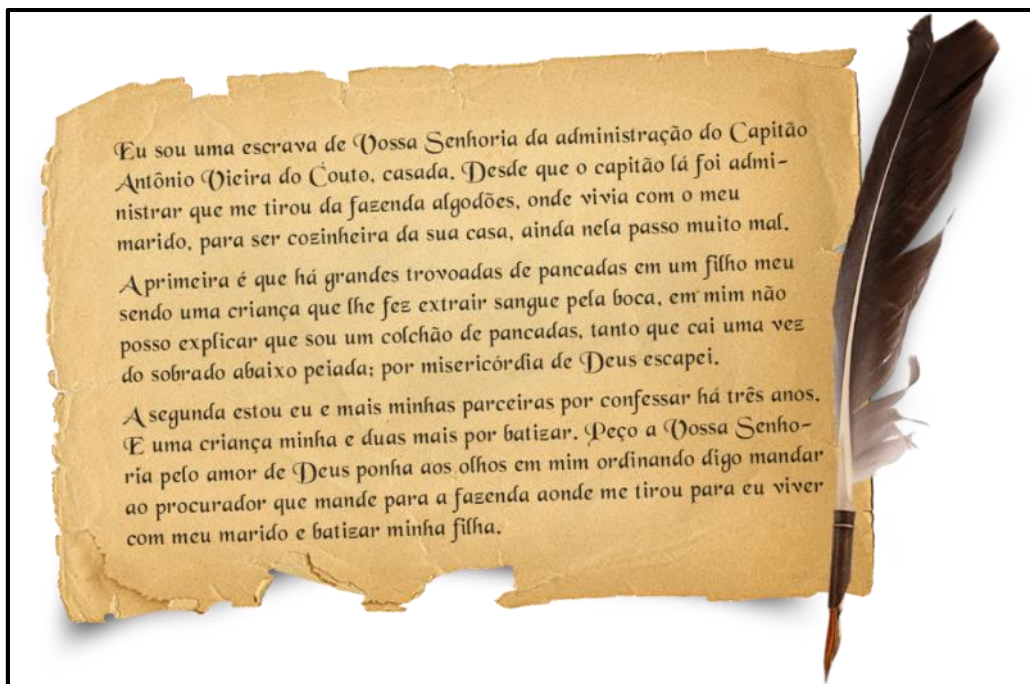 Eu sou uma escrava de Vossa Senhoria da administração do Capitão
Antônio Vieira do Couto, casada. Desde que o capitão lá foi admi-
nistrar que me tirou da fazenda algodões, onde vivia com o meu
marido, para ser cozinheira da sua casa, ainda nela passo muito mal.
A primeira é que há grandes trovoadas de pancadas em um filho meu
sendo uma criança que lhe fez extrair sangue pela boca, em mim não
posso explicar que sou um colchão de pancadas, tanto que cai uma vez
do sobrado abaixo peiada; por misericórdia de Deus escapei.
A segunda estou eu e mais minhas parceiras por confessar há três anos.
E uma criança minha e duas mais por batizar. Peço a Vossa Senho-
ria pelo amor de Deus ponha aos olhos em mim ordinando digo mandar
ao procurador que mande para a fazenda aonde me tirou para eu viver
com meu marido e batizar minha filha.